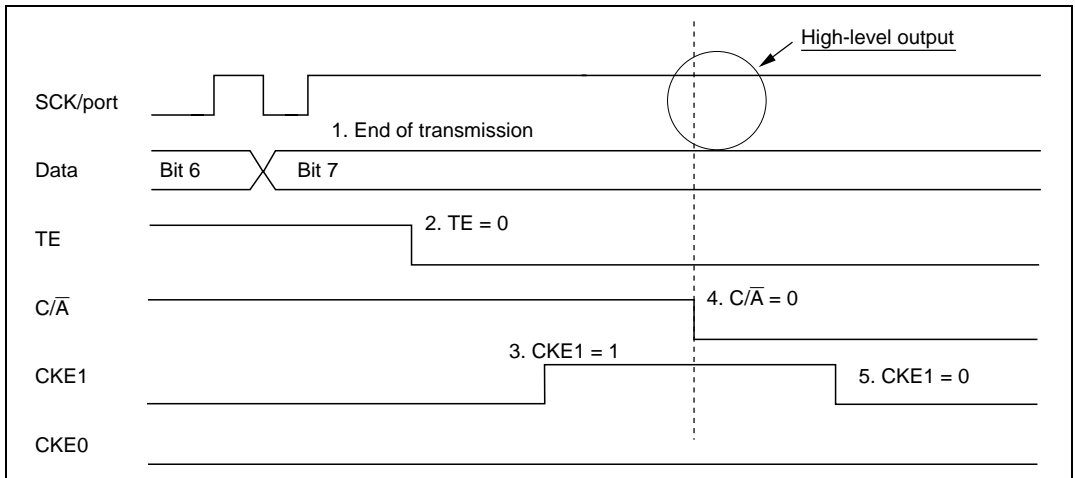 High-level output
SCK/port
1. End of transmission
Data
Bit 6
Bit 7
TE
2. TE = 0
C/A̅
4. C/A̅ = 0
3. CKE1 = 1
CKE1
5. CKE1 = 0
CKE0